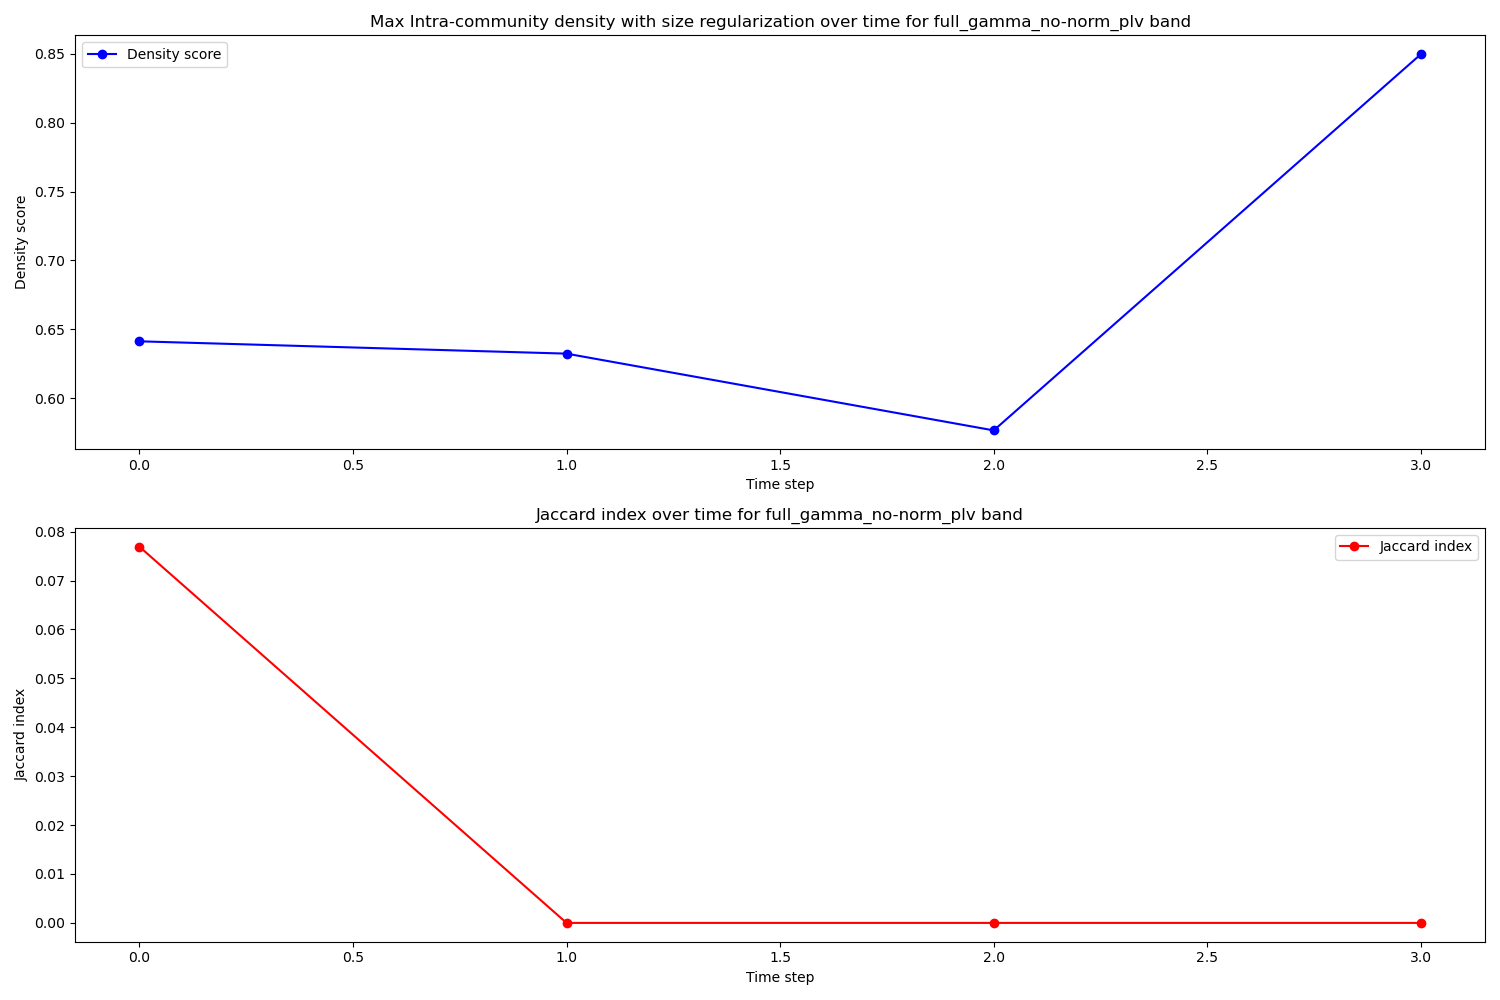 Max Intra-community density with size regularization over time for full_gamma_no-norm_plv band
Density score
0.85
0.80
0.75
0.70
0.65
0.60
Density score
0.0 0.5 1.0 1.5 2.0 2.5 3.0
Time step
Jaccard index over time for full_gamma_no-norm_plv band
Jaccard index
0.08
0.07
0.06
0.05
0.04
0.03
0.02
0.01
0.00
Jaccard index
0.0 0.5 1.0 1.5 2.0 2.5 3.0
Time step